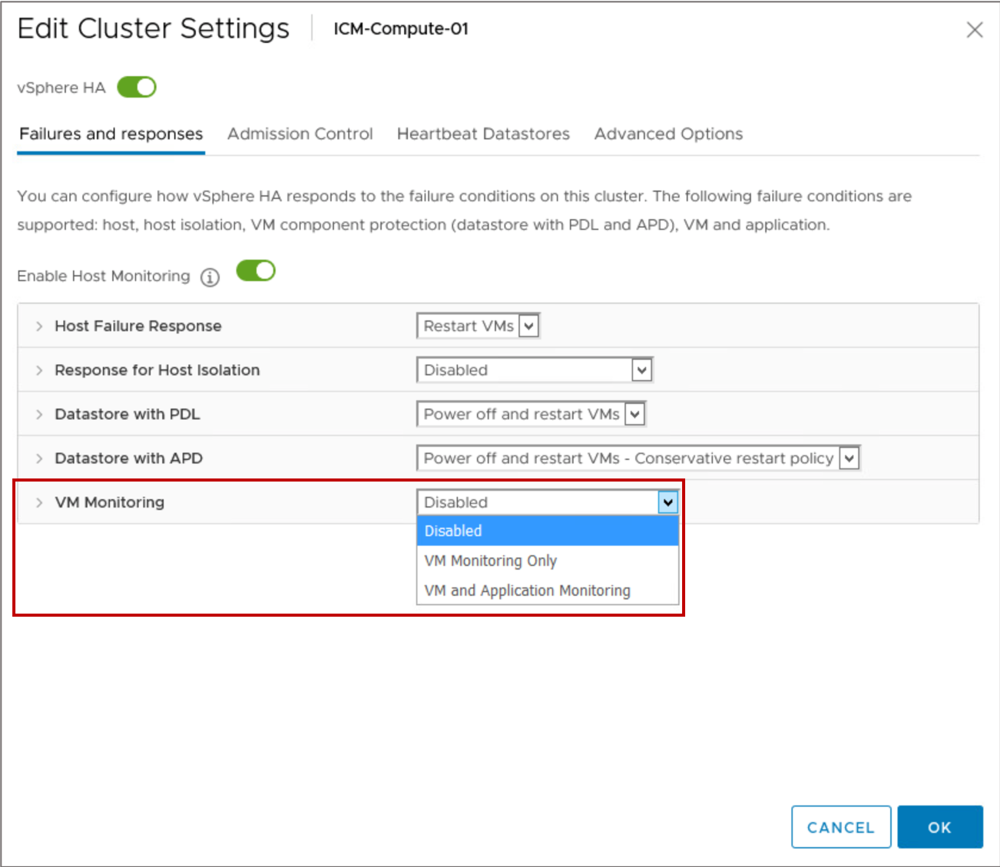 Edit Cluster Settings ICM-Compute-01
vSphere HA
Failures and responses Admission Control Heartbeat Datastores Advanced Options
You can configure how vSphere HA responds to the failure conditions on this cluster. The following failure conditions are
supported: host, host isolation, VM component protection (datastore with PDL and APD), VM and application.
Enable Host Monitoring
Host Failure Response Restart VMs
Response for Host Isolation Disabled
Datastore with PDL Power off and restart VMs
Datastore with APD Power off and restart VMs - Conservative restart policy
VM Monitoring Disabled
Disabled
VM Monitoring Only
VM and Application Monitoring
CANCEL OK